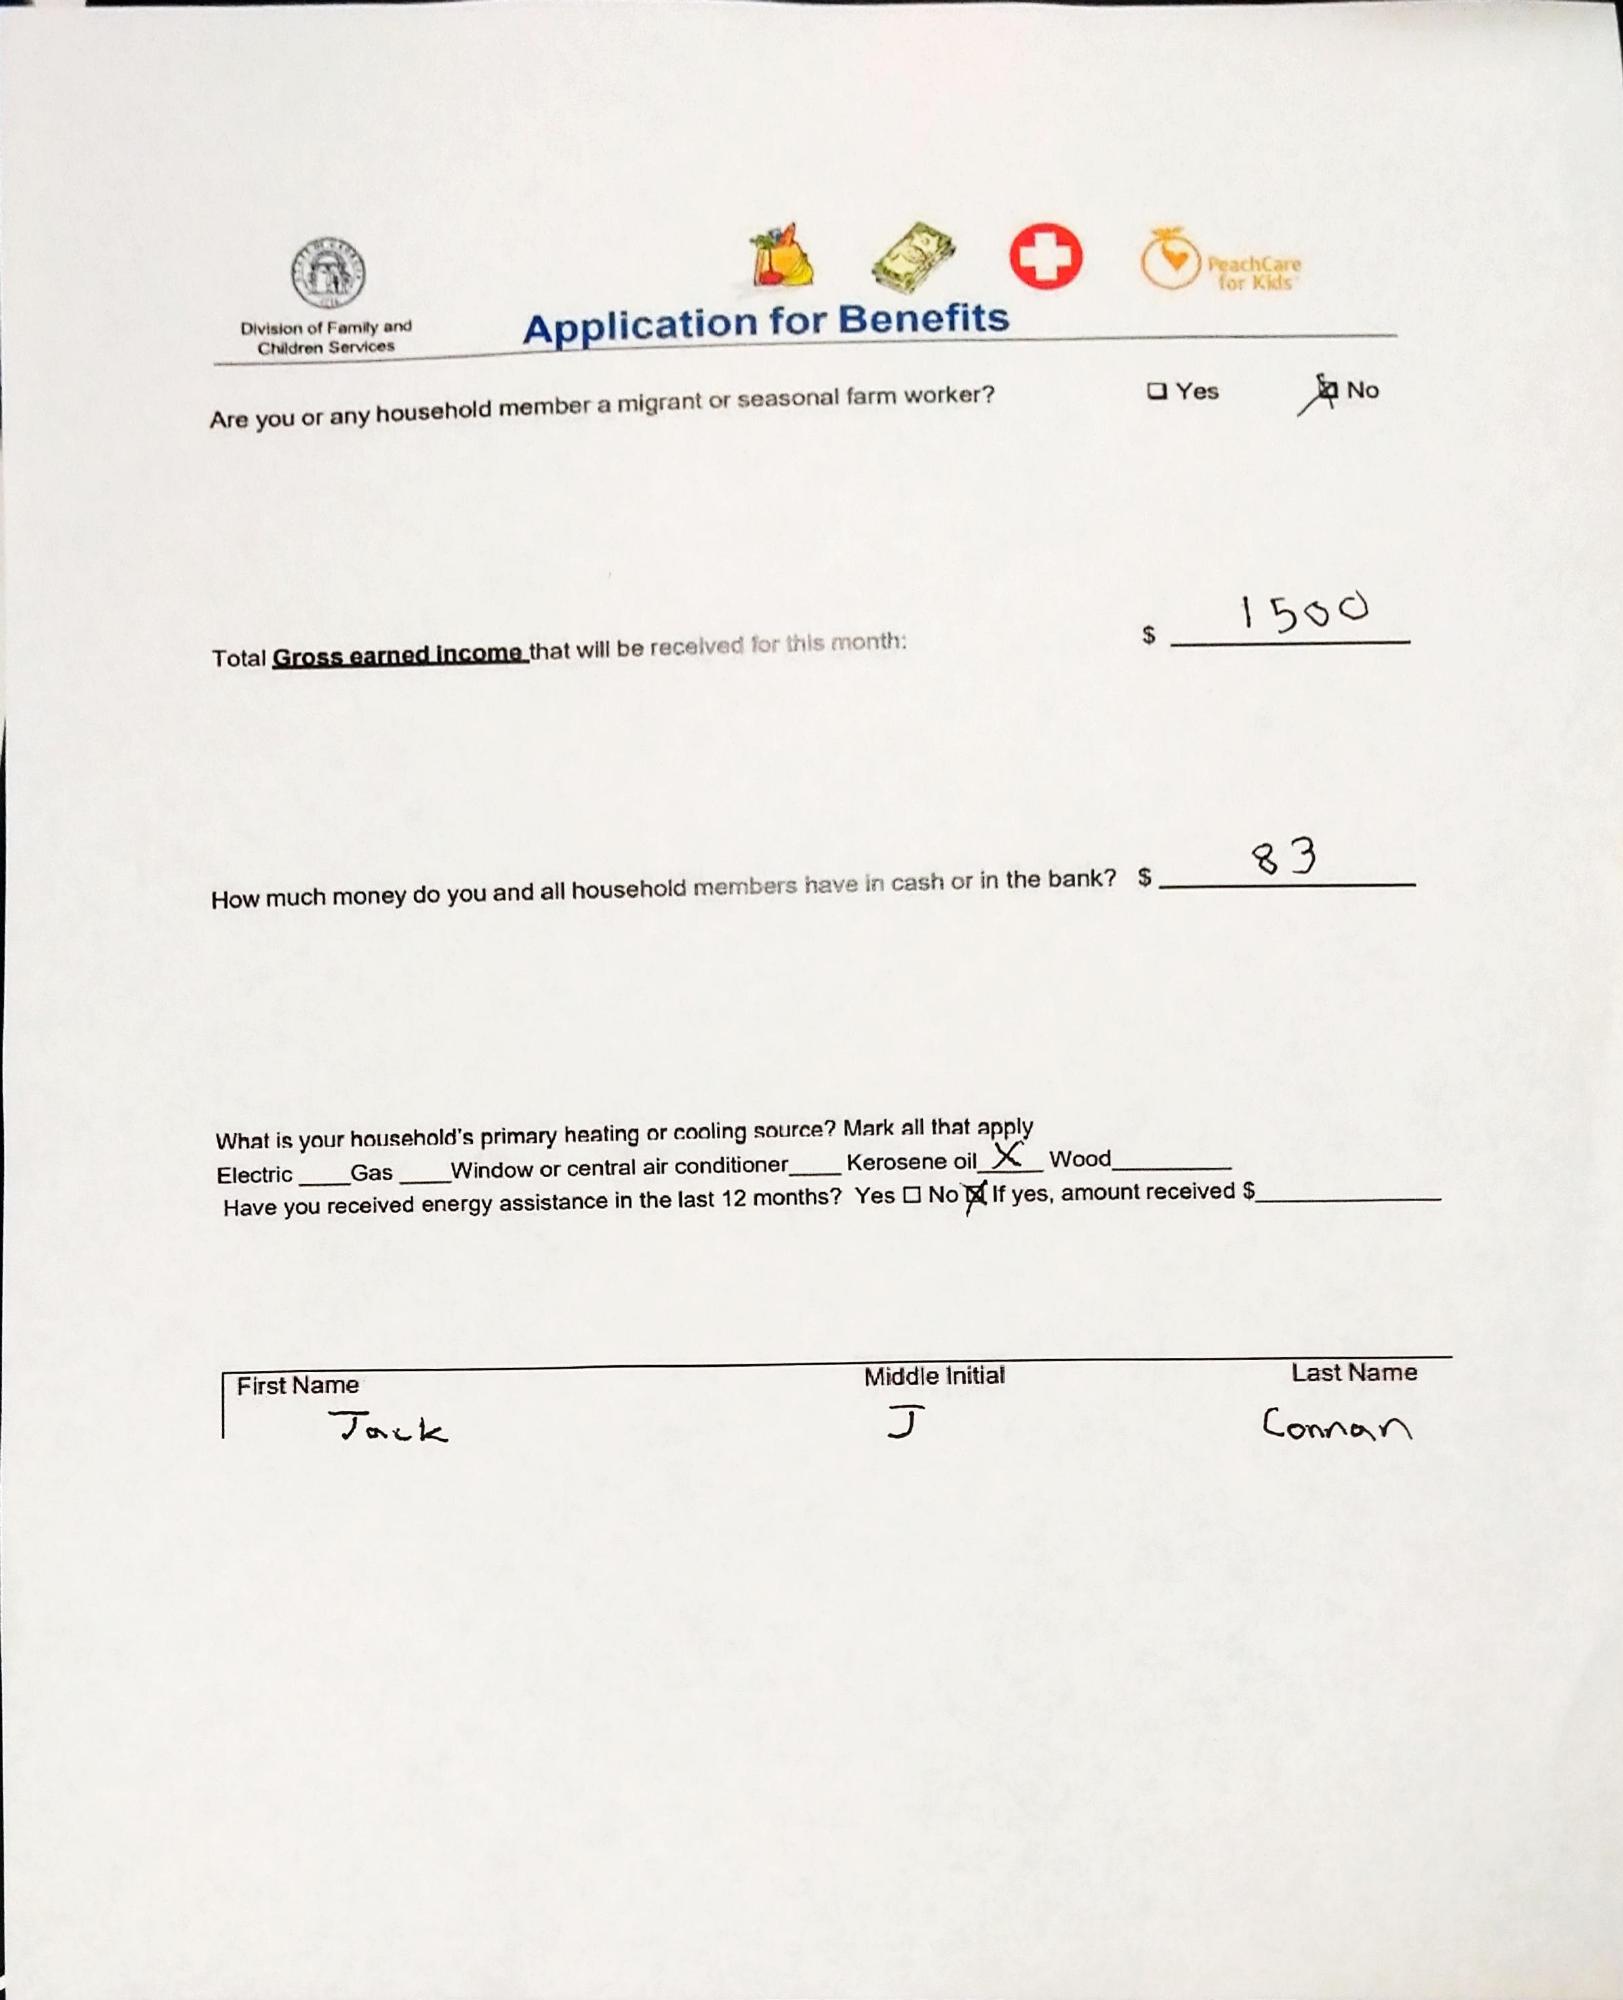 Division of Family and
Children Services
Application for Benefits
PeachCare
for Kids
Are you or any household member a migrant or seasonal farm worker? ☐ Yes ☒ No
Total Gross earned income that will be received for this month: $ 1500
How much money do you and all household members have in cash or in the bank? $ 83
What is your household's primary heating or cooling source? Mark all that apply
Electric ____ Gas ____ Window or central air conditioner ____ Kerosene oil X Wood ____
Have you received energy assistance in the last 12 months? Yes ☐ No ☒ If yes, amount received $ ____
First Name Middle Initial Last Name
Jack J Connan